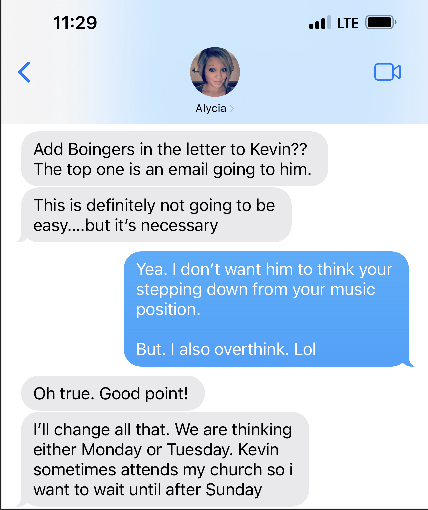 11:29
LTE
Alycia
Add Boingers in the letter to Kevin??
The top one is an email going to him.
This is definitely not going to be
easy....but it's necessary
Yea. I don't want him to think your
stepping down from your music
position.
But. I also overthink. Lol
Oh true. Good point!
I'll change all that. We are thinking
either Monday or Tuesday. Kevin
sometimes attends my church so i
want to wait until after Sunday